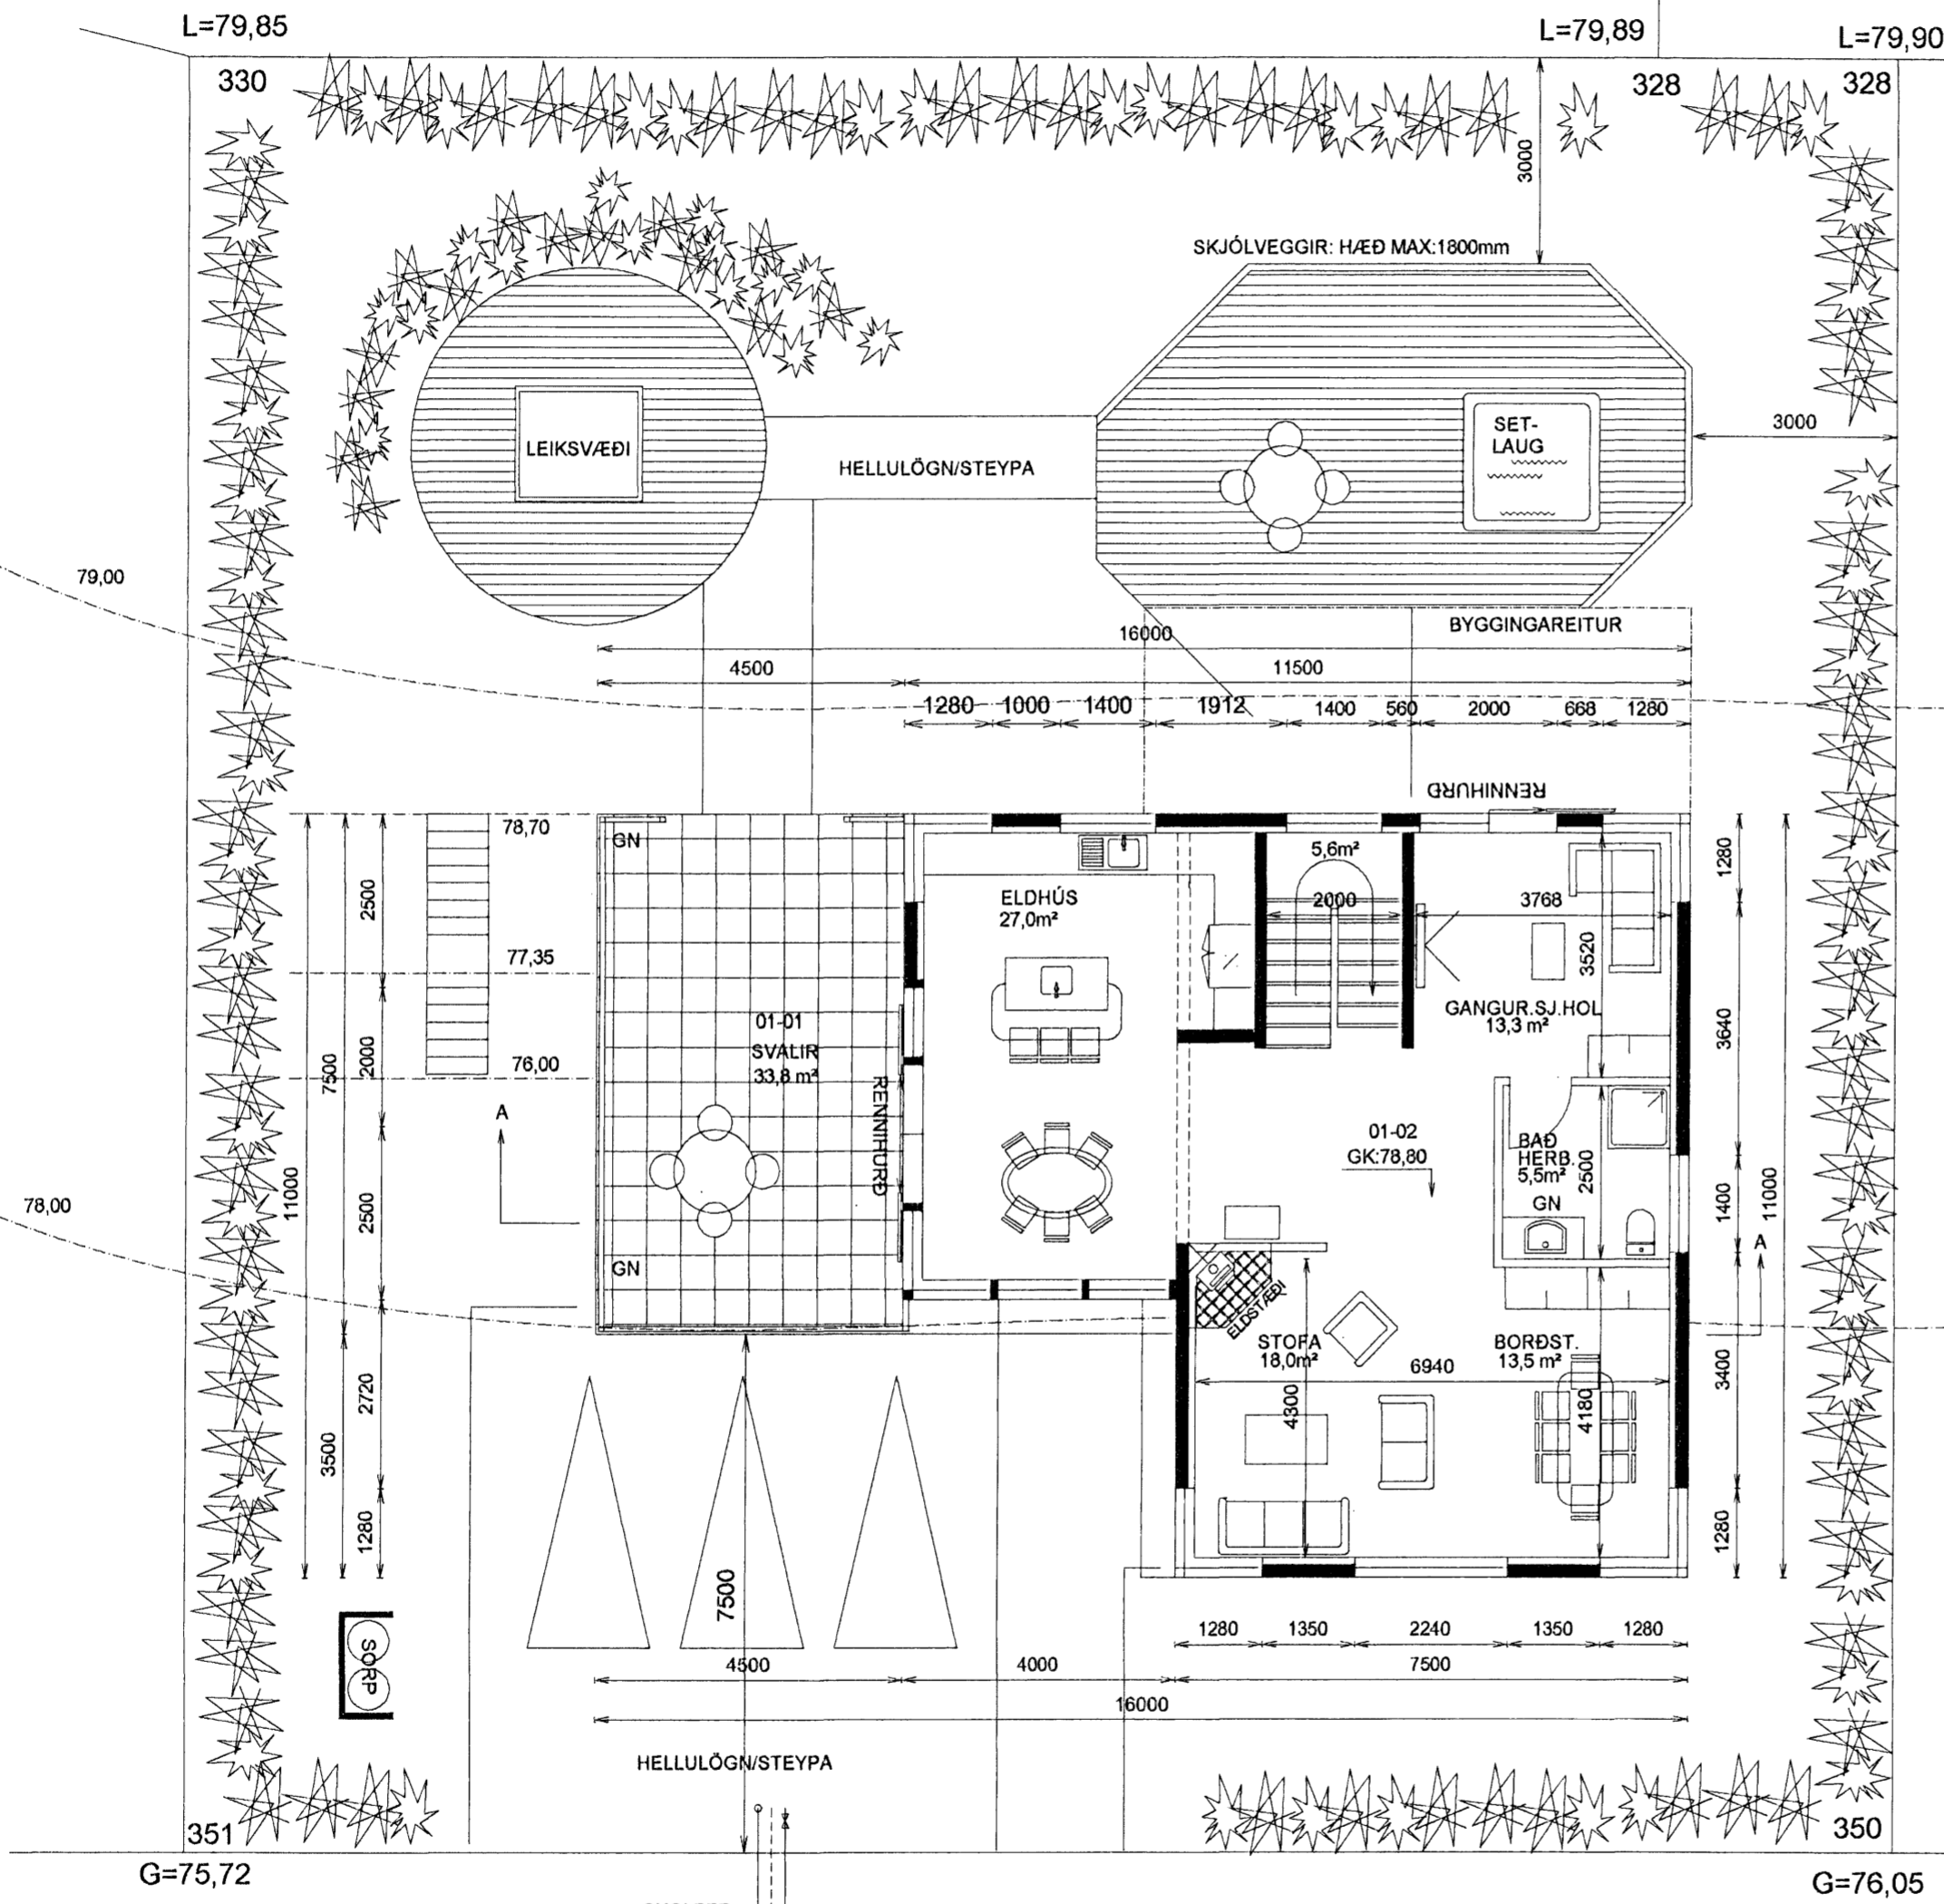 L=79,85
L=79,89
L=79,90
330
328
328
3000
SKJÓLVEGGIR: HÆÐ MAX:1800mm
LEIKSVÆÐI
HELLULÖGN/STEYPA
SET-
LAUG
3000
79,00
BYGGINGAREITUR
16000
4500
11500
1280
1000
1400
1912
1400
560
2000
668
1280
RENNIHURÐ
78,70
GN
5,6m²
1280
2500
ELDHÚS
27,0m²
2000
3768
3520
77,35
GANGUR.SJ.HOL
13,3 m²
3640
01-01
SVALIR
33,8 m²
7500
2000
76,00
RENNIHURÐ
A
01-02
GK:78,80
BAÐ
HERB.
5,5m²
GN
2500
78,00
11000
2500
1400
11000
A
GN
ELDSTÆÐI
STOFA
18,0m²
BORÐST.
13,5 m²
6940
2720
3400
4300
4180
3500
1280
1280
7500
SORP
1280
1350
2240
1350
1280
4500
4000
7500
16000
HELLULÖGN/STEYPA
351
350
G=75,72
G=76,05